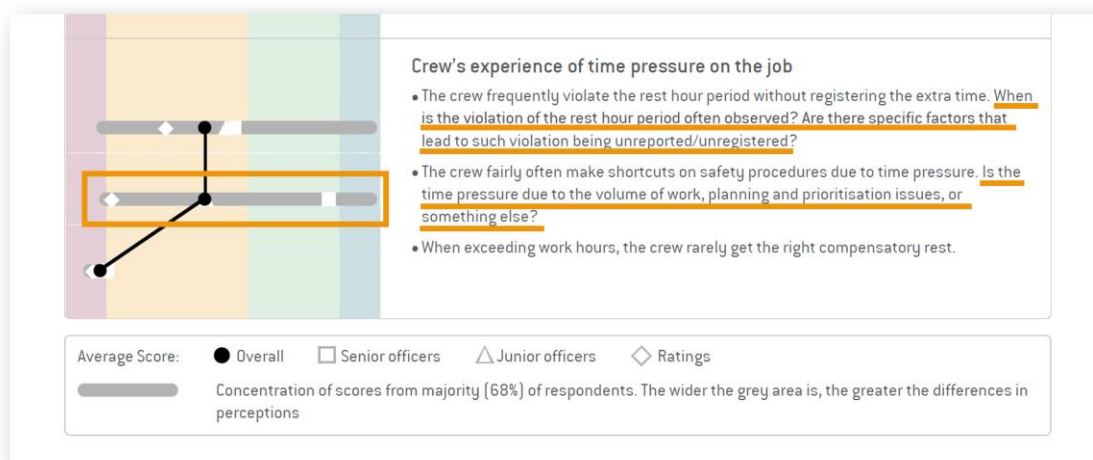 Crew's experience of time pressure on the job
• The crew frequently violate the rest hour period without registering the extra time. When
is the violation of the rest hour period often observed? Are there specific factors that
lead to such violation being unreported/unregistered?
• The crew fairly often make shortcuts on safety procedures due to time pressure. Is the
time pressure due to the volume of work, planning and prioritisation issues, or
something else?
• When exceeding work hours, the crew rarely get the right compensatory rest.
Average Score: Overall Senior officers Junior officers Ratings
Concentration of scores from majority (68%) of respondents. The wider the grey area is, the greater the differences in
perceptions